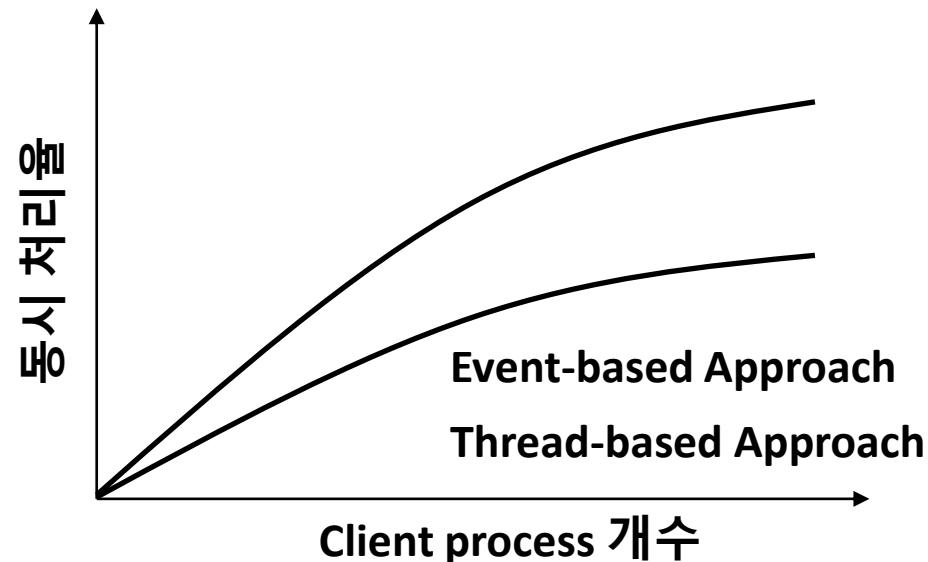 동시 처리율
Event-based Approach
Thread-based Approach
Client process 개수